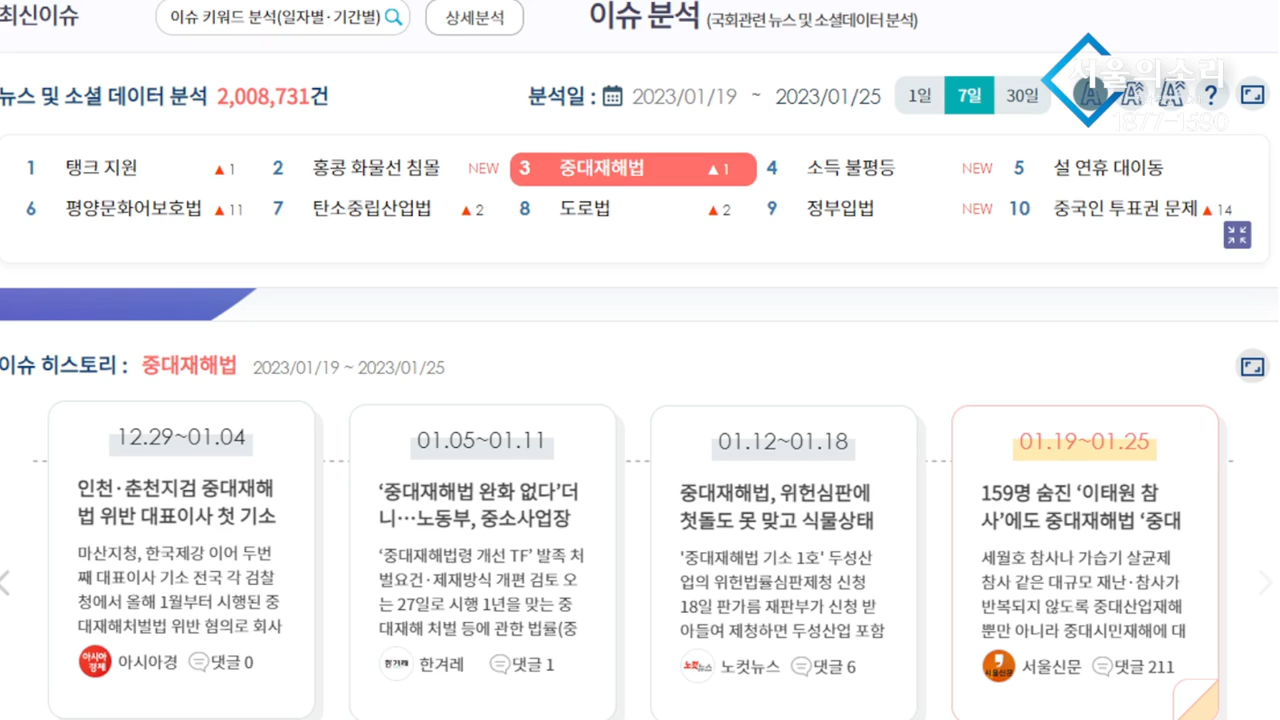 최신이슈
이슈 키워드 분석(일자별·기간별)
상세분석
이슈 분석 (국회관련 뉴스 및 소셜데이터 분석)
서울의소리
1877-1590
뉴스 및 소셜 데이터 분석 2,008,731건
분석일 : 2023/01/19 ~ 2023/01/25
1일 7일 30일
A A A ?
1 탱크 지원 ▲ 1
2 홍콩 화물선 침몰 NEW
3 중대재해법 ▲ 1
4 소득 불평등 NEW
5 설 연휴 대이동
6 평양문화어보호법 ▲ 11
7 탄소중립산업법 ▲ 2
8 도로법 ▲ 2
9 정부입법 NEW
10 중국인 투표권 문제 ▲ 14
이슈 히스토리 : 중대재해법 2023/01/19 ~ 2023/01/25
12.29~01.04
인천·춘천지검 중대재해
법 위반 대표이사 첫 기소
마산지청, 한국제강 이어 두번
째 대표이사 기소 전국 각 검찰
청에서 올해 1월부터 시행된 중
대재해처벌법 위반 혐의로 회사
아시아
경제
아시아경 댓글 0
01.05~01.11
‘중대재해법 완화 없다’더
니…노동부, 중소사업장
‘중대재해법령 개선 TF’ 발족 처
벌요건·제재방식 개편 검토 오
는 27일로 시행 1년을 맞는 중
대재해 처벌 등에 관한 법률(중
한겨레
한겨레 댓글 1
01.12~01.18
중대재해법, 위헌심판에
첫돌도 못 맞고 식물상태
'중대재해법 기소 1호' 두성산
업의 위헌법률심판제청 신청
18일 판가름 재판부가 신청 받
아들여 제청하면 두성산업 포함
노컷뉴스
노컷뉴스 댓글 6
01.19~01.25
159명 숨진 ‘이태원 참
사’에도 중대재해법 ‘중대
세월호 참사나 가습기 살균제
참사 같은 대규모 재난·참사가
반복되지 않도록 중대산업재해
뿐만 아니라 중대시민재해에 대
서울신문
서울신문 댓글 211